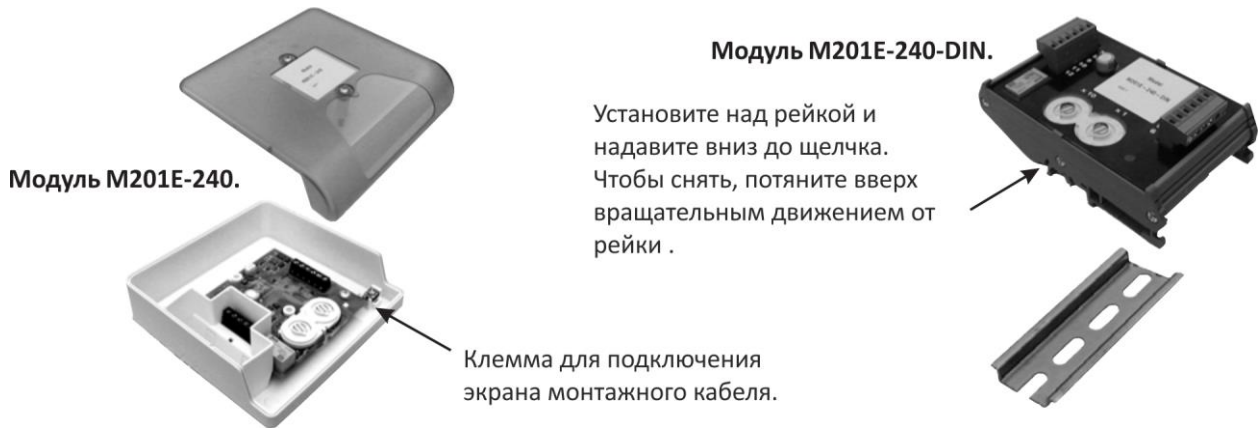 Модуль M201E-240-DIN.
Установите над рейкой и
надавите вниз до щелчка.
Чтобы снять, потяните вверх
вращательным движением от
рейки .
Модуль M201E-240.
Клемма для подключения
экрана монтажного кабеля.